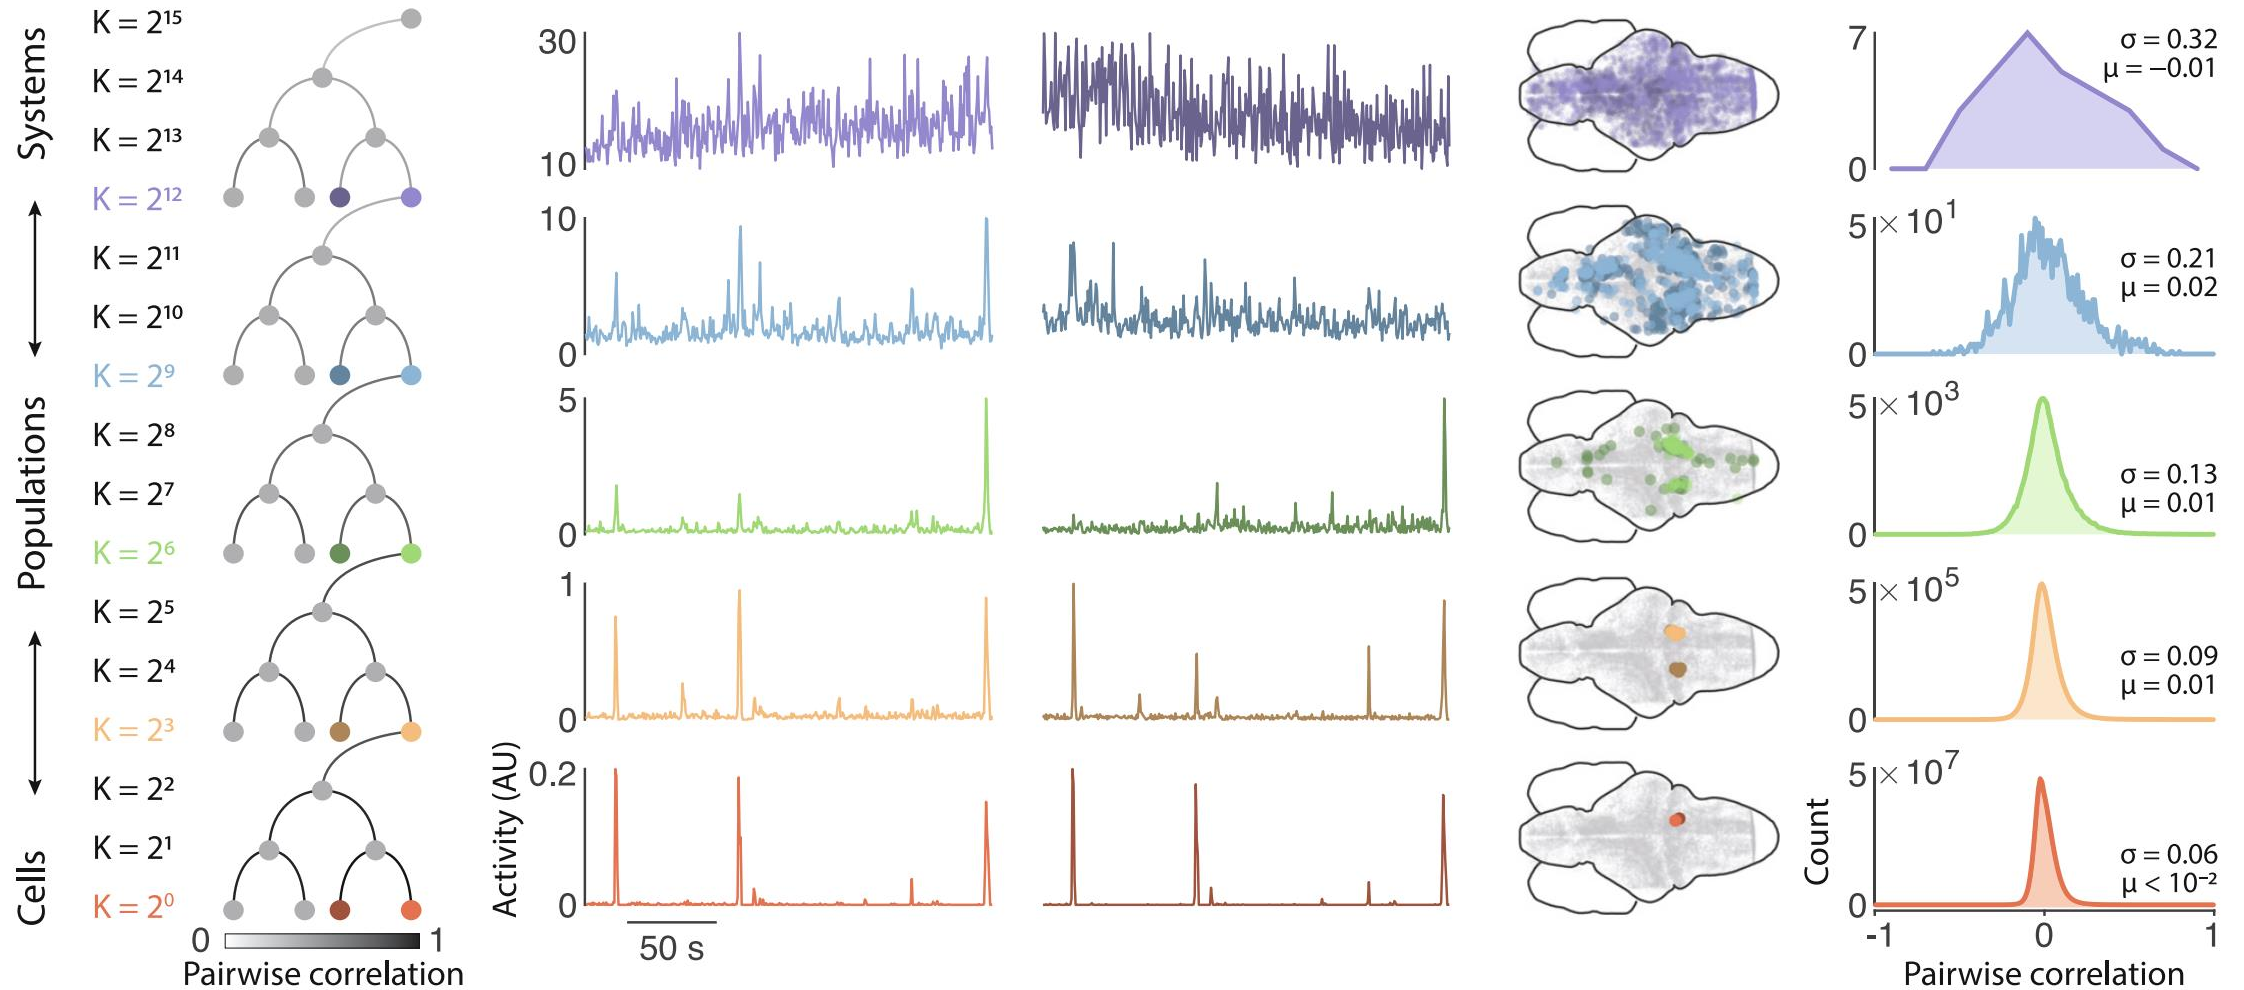 Systems
Populations
Cells
K = 2¹⁵
K = 2¹⁴
K = 2¹³
K = 2¹²
K = 2¹¹
K = 2¹⁰
K = 2⁹
K = 2⁸
K = 2⁷
K = 2⁶
K = 2⁵
K = 2⁴
K = 2³
K = 2²
K = 2¹
K = 2⁰
0
1
Pairwise correlation
30
10
10
0
5
0
1
0
0.2
0
Activity (AU)
50 s
7
0
σ = 0.32
μ = −0.01
5×10¹
0
σ = 0.21
μ = 0.02
5×10³
0
σ = 0.13
μ = 0.01
5×10⁵
0
σ = 0.09
μ = 0.01
5×10⁷
0
σ = 0.06
μ < 10⁻²
Count
-1
0
1
Pairwise correlation